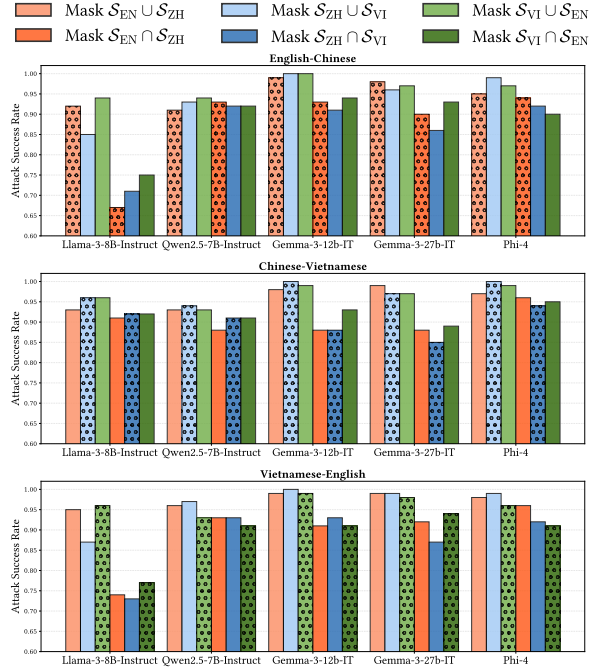 Mask 𝒮EN ∪ 𝒮ZH Mask 𝒮ZH ∪ 𝒮VI Mask 𝒮VI ∪ 𝒮EN
Mask 𝒮EN ∩ 𝒮ZH Mask 𝒮ZH ∩ 𝒮VI Mask 𝒮VI ∩ 𝒮EN
English-Chinese
Attack Success Rate
1.00
0.95
0.90
0.85
0.80
0.75
0.70
0.65
0.60
Llama-3-8B-Instruct Qwen2.5-7B-Instruct Gemma-3-12b-IT Gemma-3-27b-IT Phi-4
Chinese-Vietnamese
Attack Success Rate
1.00
0.95
0.90
0.85
0.80
0.75
0.70
0.65
0.60
Llama-3-8B-Instruct Qwen2.5-7B-Instruct Gemma-3-12b-IT Gemma-3-27b-IT Phi-4
Vietnamese-English
Attack Success Rate
1.00
0.95
0.90
0.85
0.80
0.75
0.70
0.65
0.60
Llama-3-8B-Instruct Qwen2.5-7B-Instruct Gemma-3-12b-IT Gemma-3-27b-IT Phi-4